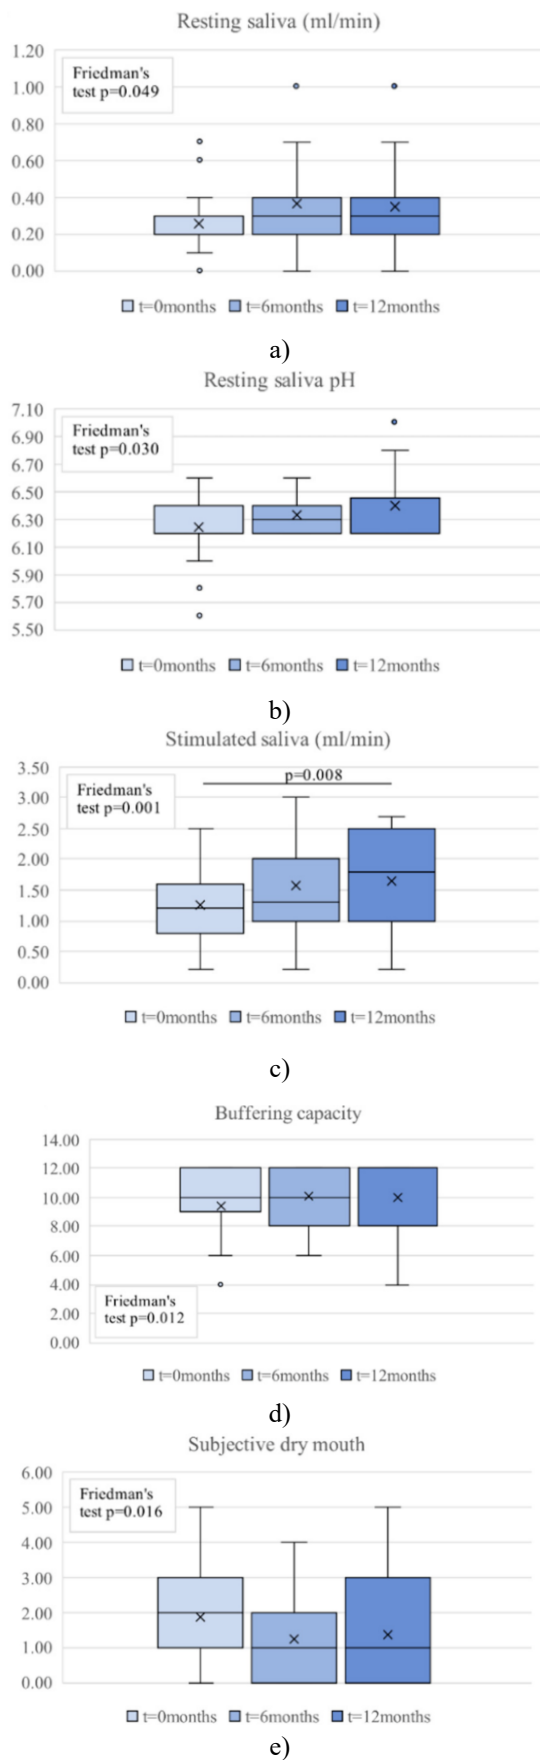 Resting saliva (ml/min)
1.20
Friedman's
test p=0.049
1.00
0.80
0.60
0.40
0.20
0.00
t=0months t=6months t=12months
a)
Resting saliva pH
7.10
Friedman's
test p=0.030
6.90
6.70
6.50
6.30
6.10
5.90
5.70
5.50
t=0months t=6months t=12months
b)
Stimulated saliva (ml/min)
3.50
Friedman's
test p=0.001
p=0.008
3.00
2.50
2.00
1.50
1.00
0.50
0.00
t=0months t=6months t=12months
c)
Buffering capacity
14.00
12.00
10.00
8.00
6.00
4.00
2.00
0.00
Friedman's
test p=0.012
t=0months t=6months t=12months
d)
Subjective dry mouth
6.00
Friedman's
test p=0.016
5.00
4.00
3.00
2.00
1.00
0.00
t=0months t=6months t=12months
e)